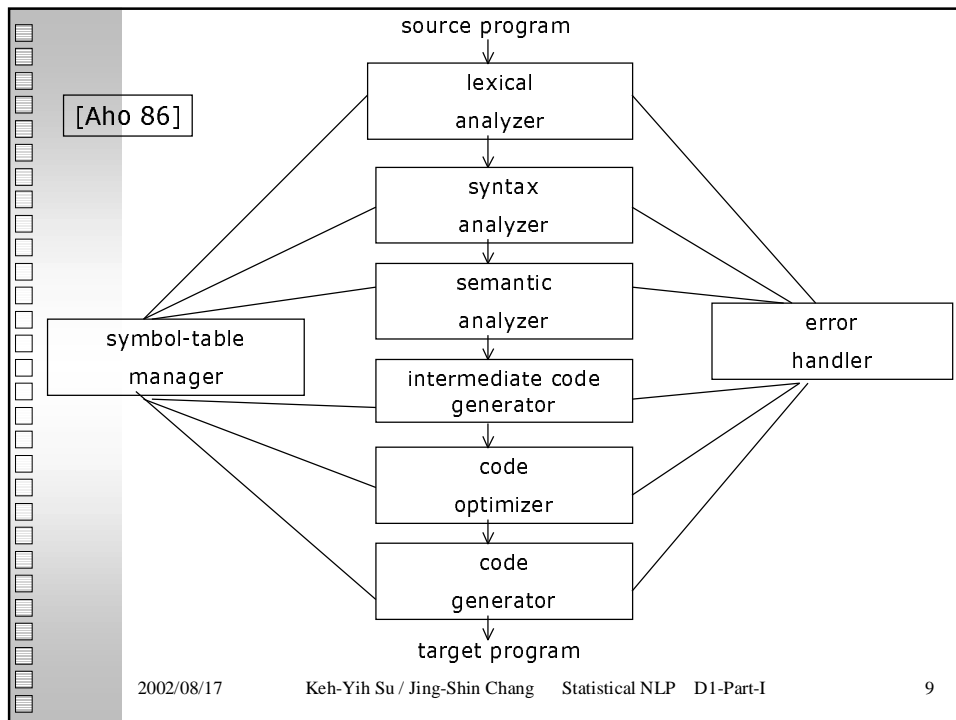 source program
[Aho 86]
lexical
analyzer
syntax
analyzer
semantic
analyzer
symbol-table
manager
error
handler
intermediate code
generator
code
optimizer
code
generator
target program
2002/08/17 Keh-Yih Su / Jing-Shin Chang Statistical NLP D1-Part-I 9